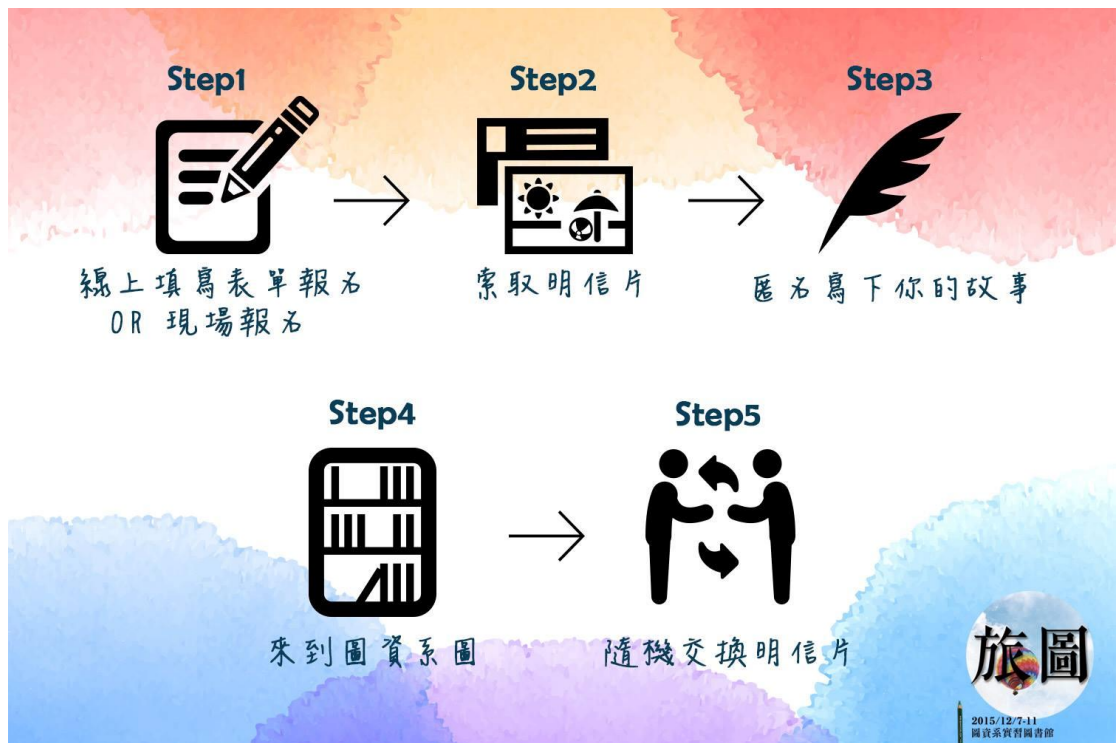 Step1
Step2
Step3
線上填寫表單報名
OR 現場報名
索取明信片
匿名寫下你的故事
Step4
Step5
來到圖資系圖
隨機交換明信片
旅圖
2015/12/7-11
圖資系實習圖書館